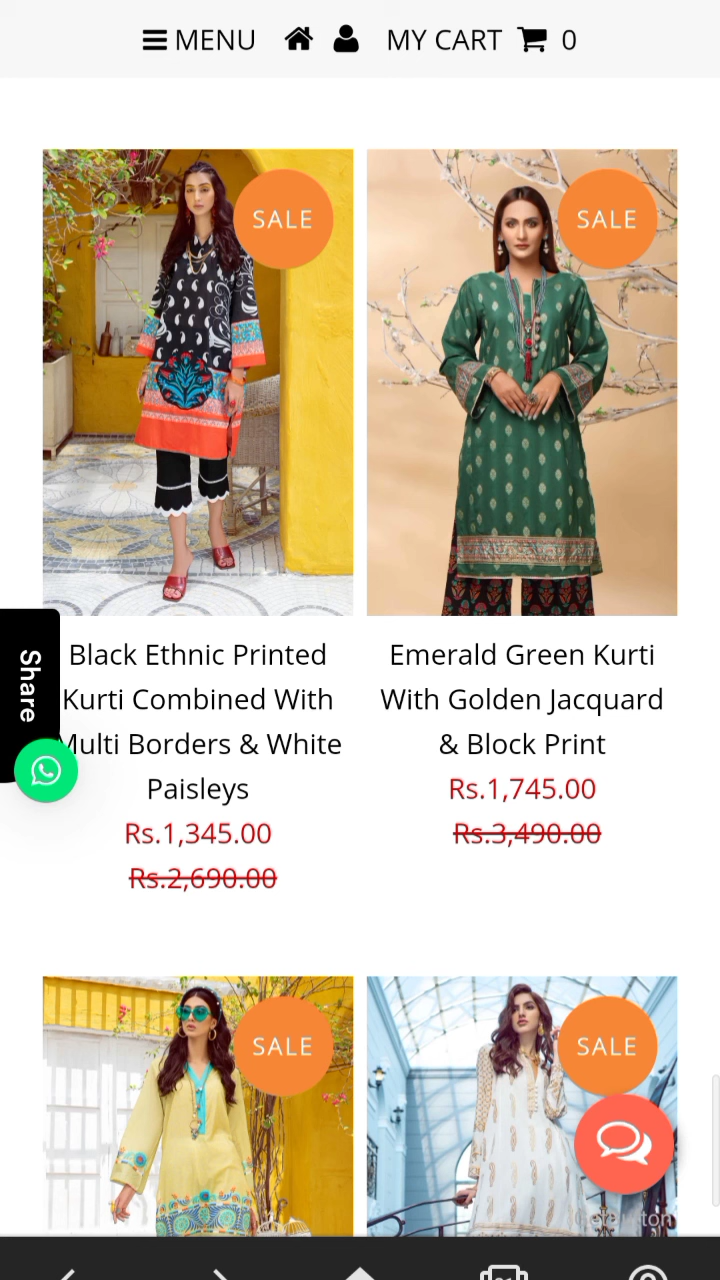 MENU MY CART 0
SALE
SALE
Black Ethnic Printed
Kurti Combined With
Multi Borders & White
Paisleys
Rs.1,345.00
Rs.2,690.00
Emerald Green Kurti
With Golden Jacquard
& Block Print
Rs.1,745.00
Rs.3,490.00
Share
SALE
SALE